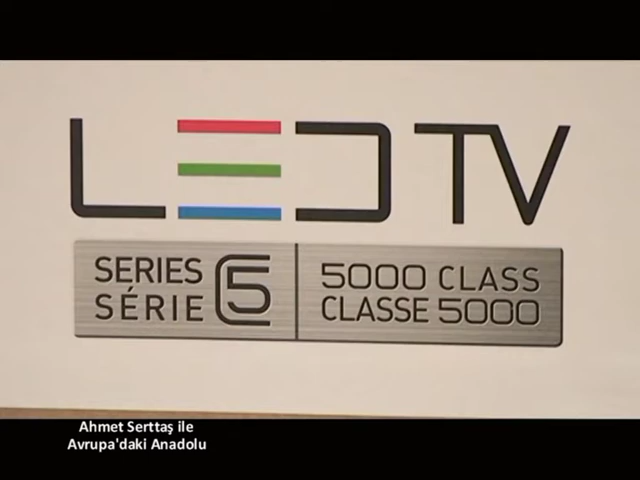 LED TV
SERIES 5
SÉRIE
5000 CLASS
CLASSE 5000
Ahmet Serttaş ile
Avrupa'daki Anadolu